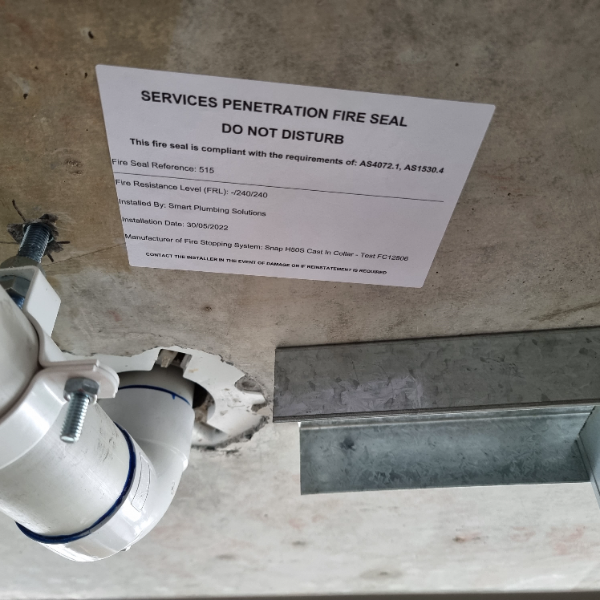 SERVICES PENETRATION FIRE SEAL
DO NOT DISTURB
This fire seal is compliant with the requirements of: AS4072.1, AS1530.4
Fire Seal Reference: 515
Fire Resistance Level (FRL): -/240/240
Installed By: Smart Plumbing Solutions
Installation Date: 30/05/2022
Manufacturer of Fire Stopping System: Snap H50S Cast in Collar - Test FC12806
CONTACT THE INSTALLER IN THE EVENT OF DAMAGE OR IF REINSTATEMENT IS REQUIRED